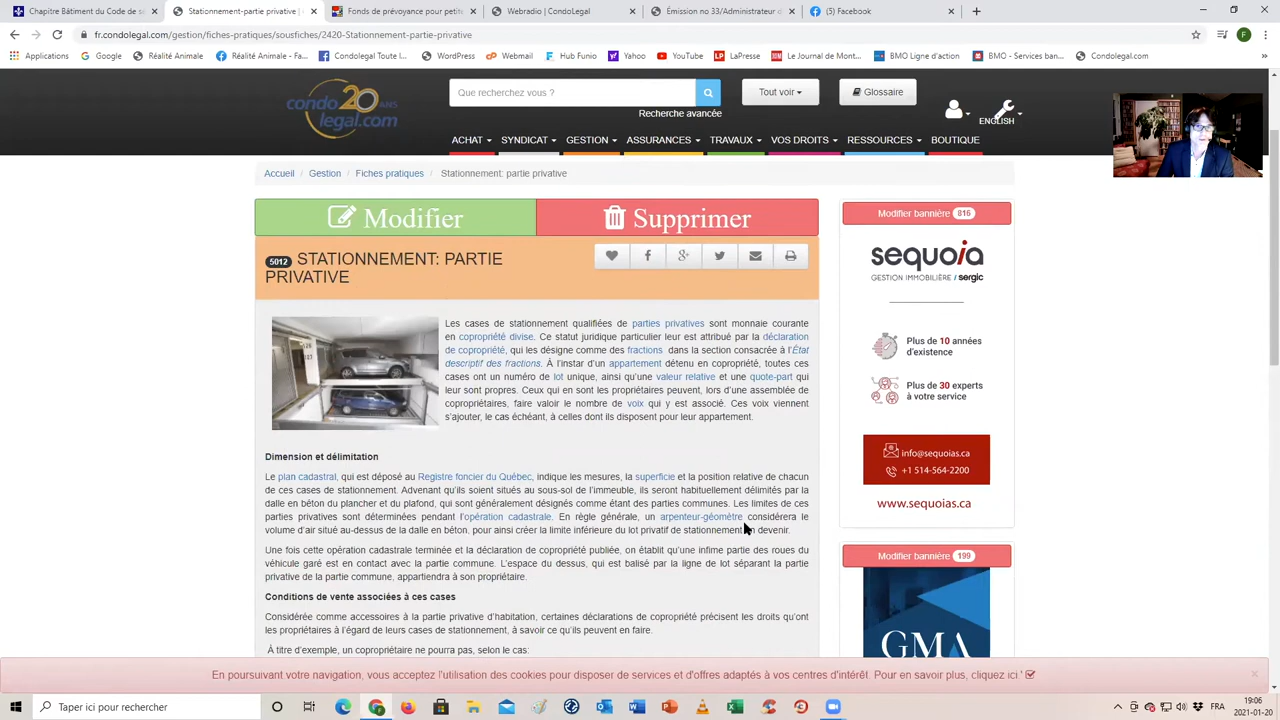 Chapitre Bâtiment du Code de s
Stationnement-partie-privative |
Fonds de prévoyance pour petite
Webradio | CondoLegal
Émission no 33/Administrateur d
(5) Facebook
fr.condolegal.com/gestion/fiches-pratiques/sousfiches/2420-Stationnement-partie-privative
Applications
Google
Réalité Animale
Réalité Animale - Fa...
Condolegal Toute l...
WordPress
Webmail
Hub Funio
Yahoo
YouTube
LaPresse
Le Journal de Mont...
BMO Ligne d'action
BMO - Services ban...
Condolegal.com
condo 20 ANS
legal.com
Que recherchez vous ?
Tout voir
Glossaire
Recherche avancée
ENGLISH
ACHAT SYNDICAT GESTION ASSURANCES TRAVAUX VOS DROITS RESSOURCES BOUTIQUE
Accueil / Gestion / Fiches pratiques / Stationnement: partie privative
Modifier
Supprimer
5012 STATIONNEMENT: PARTIE
PRIVATIVE
Les cases de stationnement qualifiées de parties privatives sont monnaie courante
en copropriété divise. Ce statut juridique particulier leur est attribué par la déclaration
de copropriété, qui les désigne comme des fractions dans la section consacrée à l'État
descriptif des fractions. À l'instar d'un appartement détenu en copropriété, toutes ces
cases ont un numéro de lot unique, ainsi qu'une valeur relative et une quote-part qui
leur sont propres. Ceux qui en sont les propriétaires peuvent, lors d'une assemblée de
copropriétaires, faire valoir le nombre de voix qui y est associé. Ces voix viennent
s'ajouter, le cas échéant, à celles dont ils disposent pour leur appartement.
Dimension et délimitation
Le plan cadastral, qui est déposé au Registre foncier du Québec, indique les mesures, la superficie et la position relative de chacun
de ces cases de stationnement. Advenant qu'ils soient situés au sous-sol de l'immeuble, ils seront habituellement délimités par la
dalle en béton du plancher et du plafond, qui sont généralement désignés comme étant des parties communes. Les limites de ces
parties privatives sont déterminées pendant l'opération cadastrale. En règle générale, un arpenteur-géomètre considérera le
volume d'air situé au-dessus de la dalle en béton, pour ainsi créer la limite inférieure du lot privatif de stationnement en devenir.
Une fois cette opération cadastrale terminée et la déclaration de copropriété publiée, on établit qu'une infime partie des roues du
véhicule garé est en contact avec la partie commune. L'espace du dessus, qui est balisé par la ligne de lot séparant la partie
privative de la partie commune, appartiendra à son propriétaire.
Conditions de vente associées à ces cases
Considérée comme accessoires à la partie privative d'habitation, certaines déclarations de copropriété précisent les droits qu'ont
les propriétaires à l'égard de leurs cases de stationnement, à savoir ce qu'ils peuvent en faire.
À titre d'exemple, un copropriétaire ne pourra pas, selon le cas:
Modifier bannière 816
sequoia
GESTION IMMOBILIÈRE / sergic
Plus de 10 années
d'existence
Plus de 30 experts
à votre service
info@sequoias.ca
+1 514-564-2200
www.sequoias.ca
Modifier bannière 199
GMA
En poursuivant votre navigation, vous acceptez l'utilisation des cookies pour disposer de services et d'offres adaptés à vos centres d'intérêt. Pour en savoir plus, cliquez ici '
Taper ici pour rechercher
FRA
19:06
2021-01-20